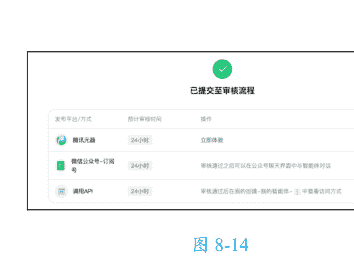 已提交至审核流程
发布平台/方式 预计审核时间 操作
腾讯元器 24小时 立即体验
微信公众号-订阅号 24小时 审核通过之后可以在公众号聊天界面中与智能体对话
调用API 24小时 审核通过后在我的创建-我的智能体- 中查看访问方式
图 8-14